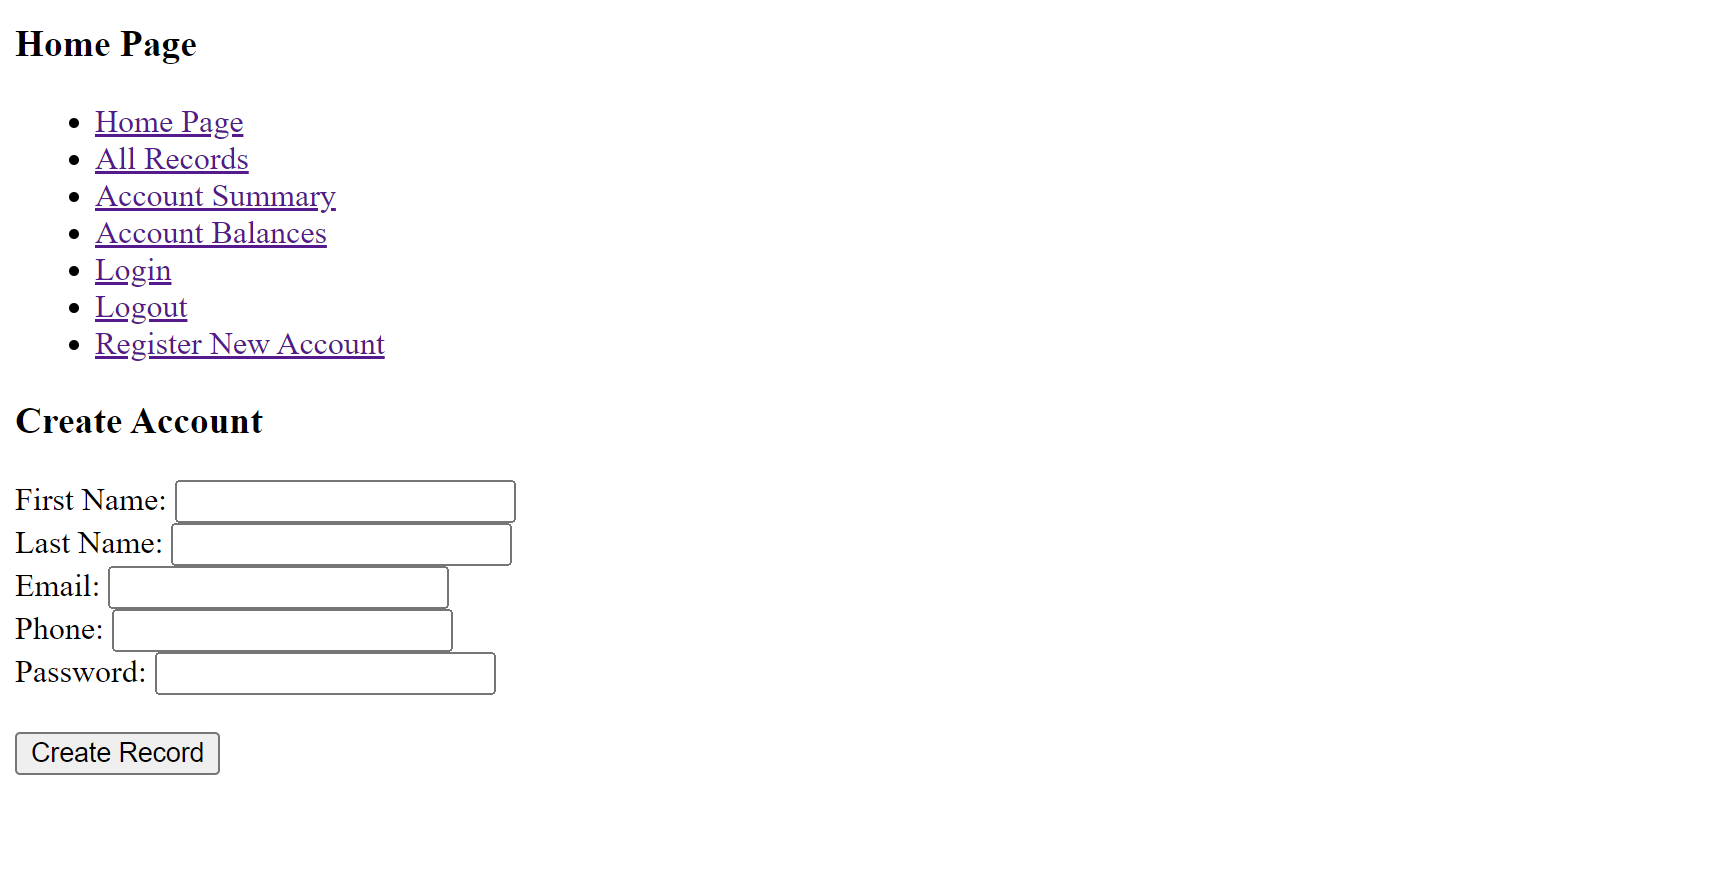 Home Page
Home Page
All Records
Account Summary
Account Balances
Login
Logout
Register New Account
Create Account
First Name:
Last Name:
Email:
Phone:
Password:
Create Record